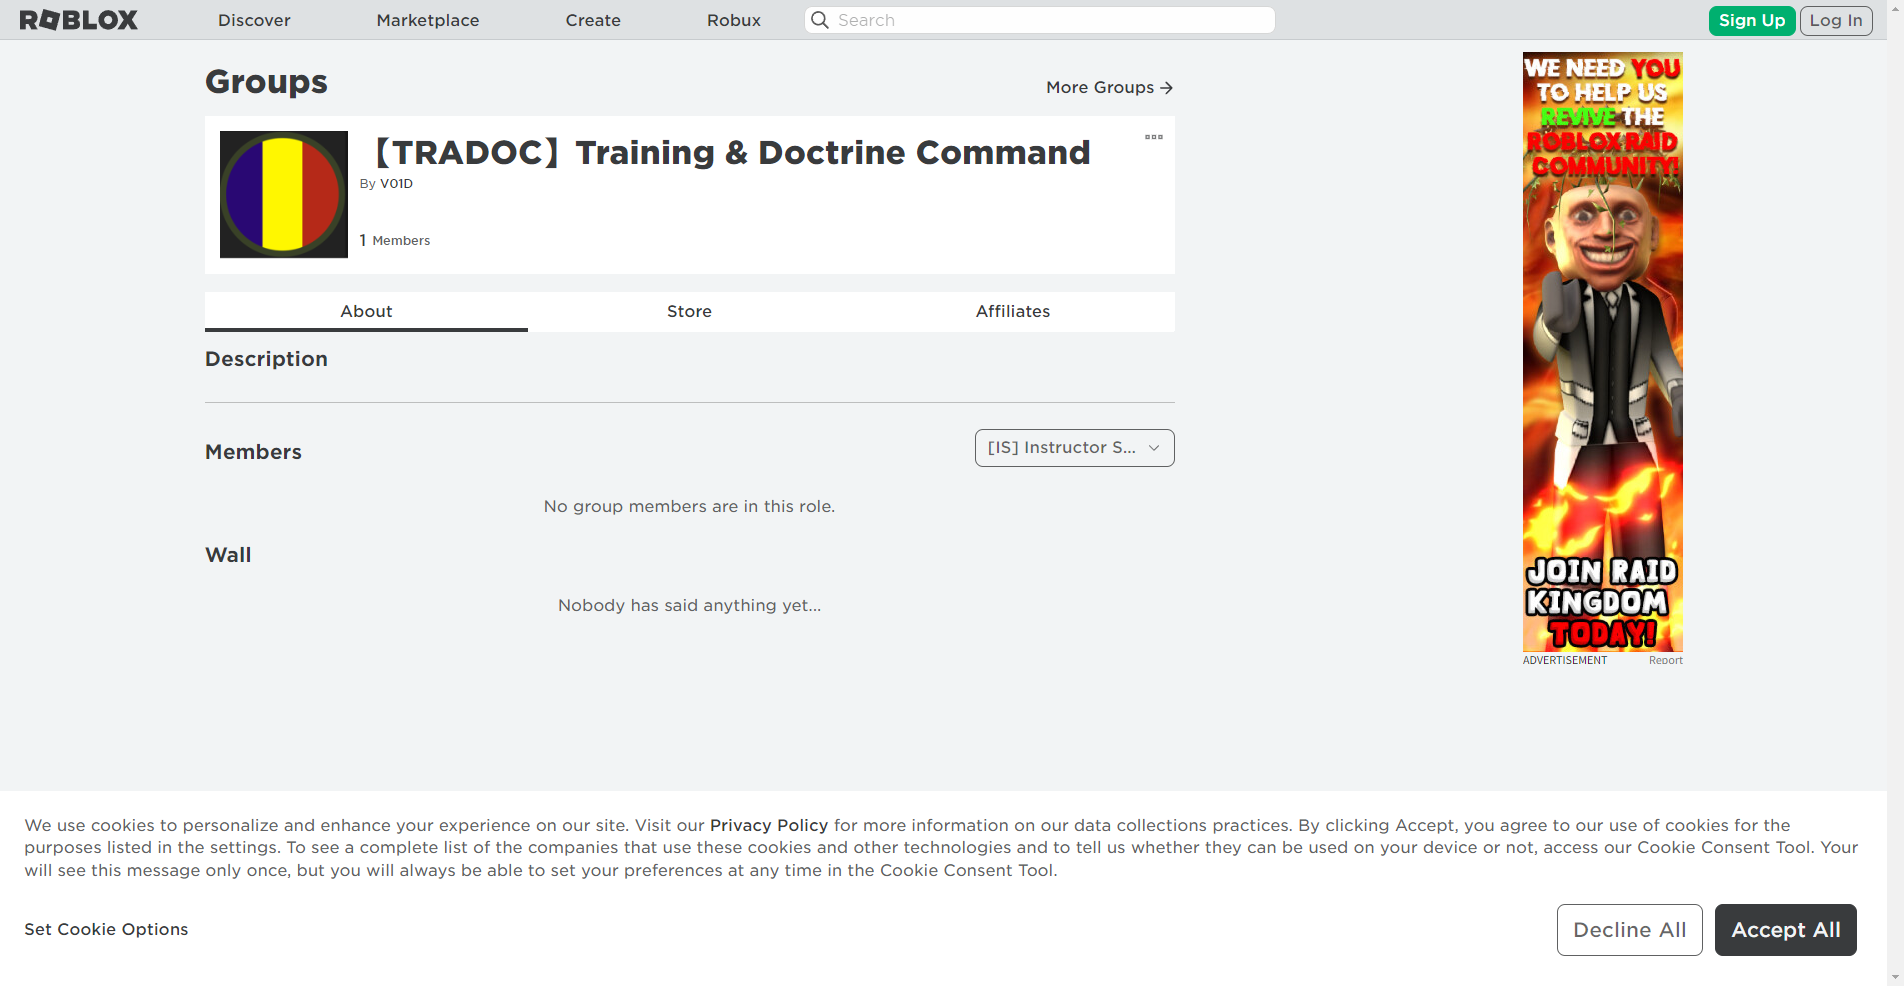 ROBLOX
Discover
Marketplace
Create
Robux
Search
Sign Up
Log In
Groups
More Groups →
【TRADOC】Training & Doctrine Command
By V01D
1 Members
About
Store
Affiliates
Description
Members
[IS] Instructor S...
No group members are in this role.
Wall
Nobody has said anything yet...
WE NEED YOU
TO HELP US
REVIVE THE
ROBLOX RAID
COMMUNITY!
JOIN RAID
KINGDOM
TODAY!
ADVERTISEMENT
Report
We use cookies to personalize and enhance your experience on our site. Visit our Privacy Policy for more information on our data collections practices. By clicking Accept, you agree to our use of cookies for the
purposes listed in the settings. To see a complete list of the companies that use these cookies and other technologies and to tell us whether they can be used on your device or not, access our Cookie Consent Tool. Your
will see this message only once, but you will always be able to set your preferences at any time in the Cookie Consent Tool.
Set Cookie Options
Decline All
Accept All